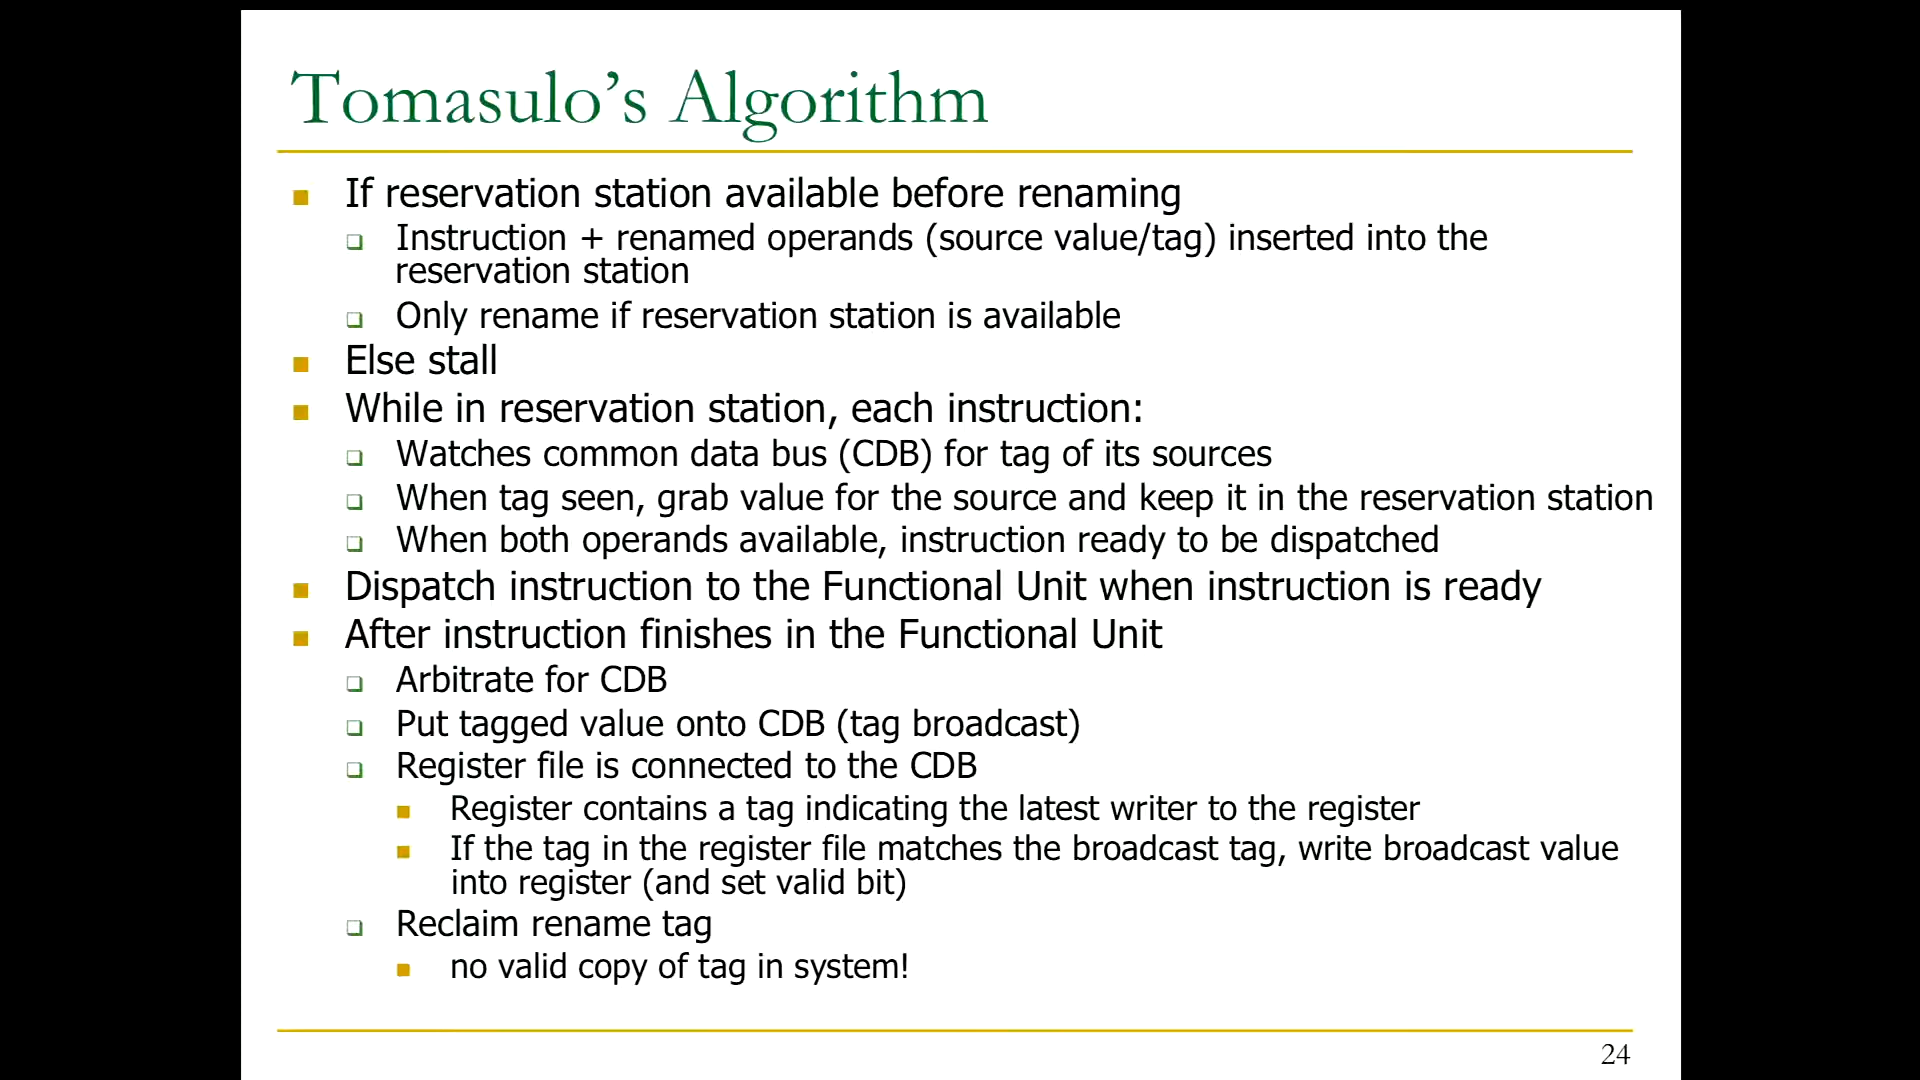 Tomasulo’s Algorithm
If reservation station available before renaming
Instruction + renamed operands (source value/tag) inserted into the
reservation station
Only rename if reservation station is available
Else stall
While in reservation station, each instruction:
Watches common data bus (CDB) for tag of its sources
When tag seen, grab value for the source and keep it in the reservation station
When both operands available, instruction ready to be dispatched
Dispatch instruction to the Functional Unit when instruction is ready
After instruction finishes in the Functional Unit
Arbitrate for CDB
Put tagged value onto CDB (tag broadcast)
Register file is connected to the CDB
Register contains a tag indicating the latest writer to the register
If the tag in the register file matches the broadcast tag, write broadcast value
into register (and set valid bit)
Reclaim rename tag
no valid copy of tag in system!
24